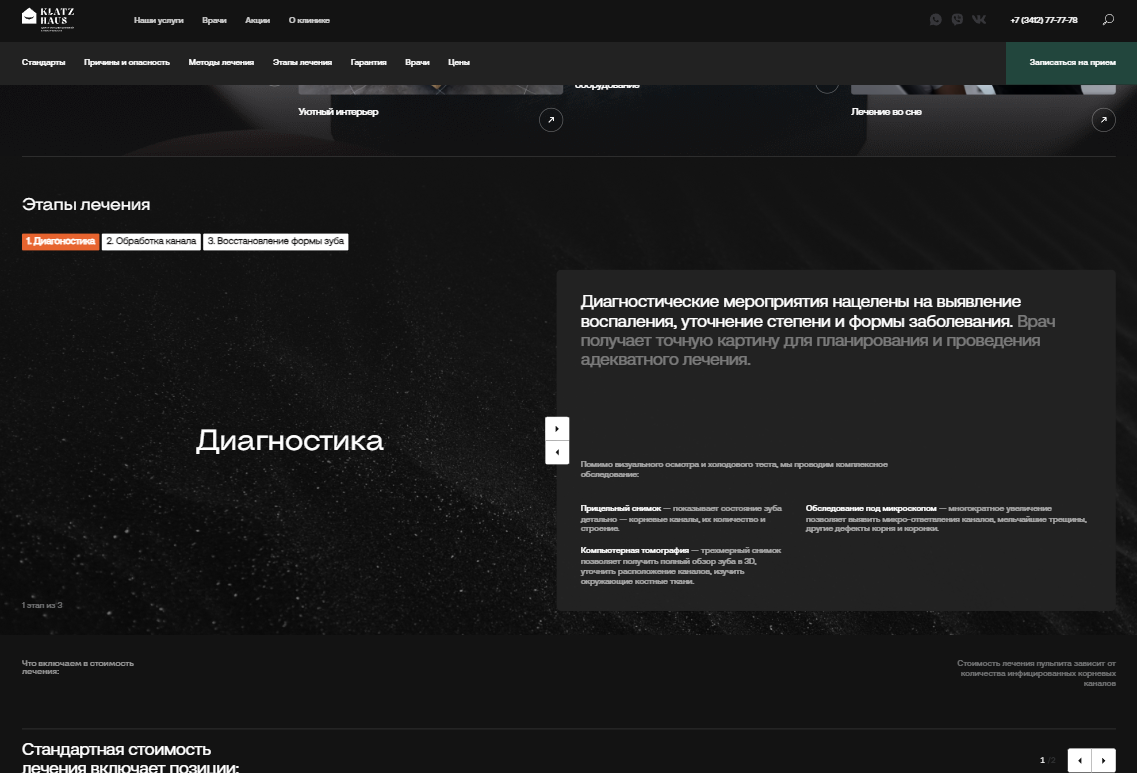 KLATZ
HAUS
Наши услуги Врачи Акции О клинике
+7 (3412) 77-77-78
Стандарты Причины и опасность Методы лечения Этапы лечения Гарантия Врачи Цены
Записаться на прием
оборудование
Уютный интерьер
Лечение во сне
Этапы лечения
1. Диагоностика 2. Обработка канала 3. Восстановление формы зуба
Диагностические мероприятия нацелены на выявление
воспаления, уточнение степени и формы заболевания. Врач
получает точную картину для планирования и проведения
адекватного лечения.
Диагностика
Помимо визуального осмотра и холодового теста, мы проводим комплексное
обследование:
Прицельный снимок — показывает состояние зуба
детально — корневые каналы, их количество и
строение.
Обследование под микроскопом — многократное увеличение
позволяет выявить микро-ответвления каналов, мельчайшие трещины,
другие дефекты корня и коронки.
Компьютерная томография — трехмерный снимок
позволяет получить полный обзор зуба в 3D,
уточнить расположение каналов, изучить
окружающие костные ткани.
1 этап из 3
Что включаем в стоимость
лечения:
Стоимость лечения пульпита зависит от
количества инфицированных корневых
каналов
Стандартная стоимость
лечения включает позиции:
1 /2